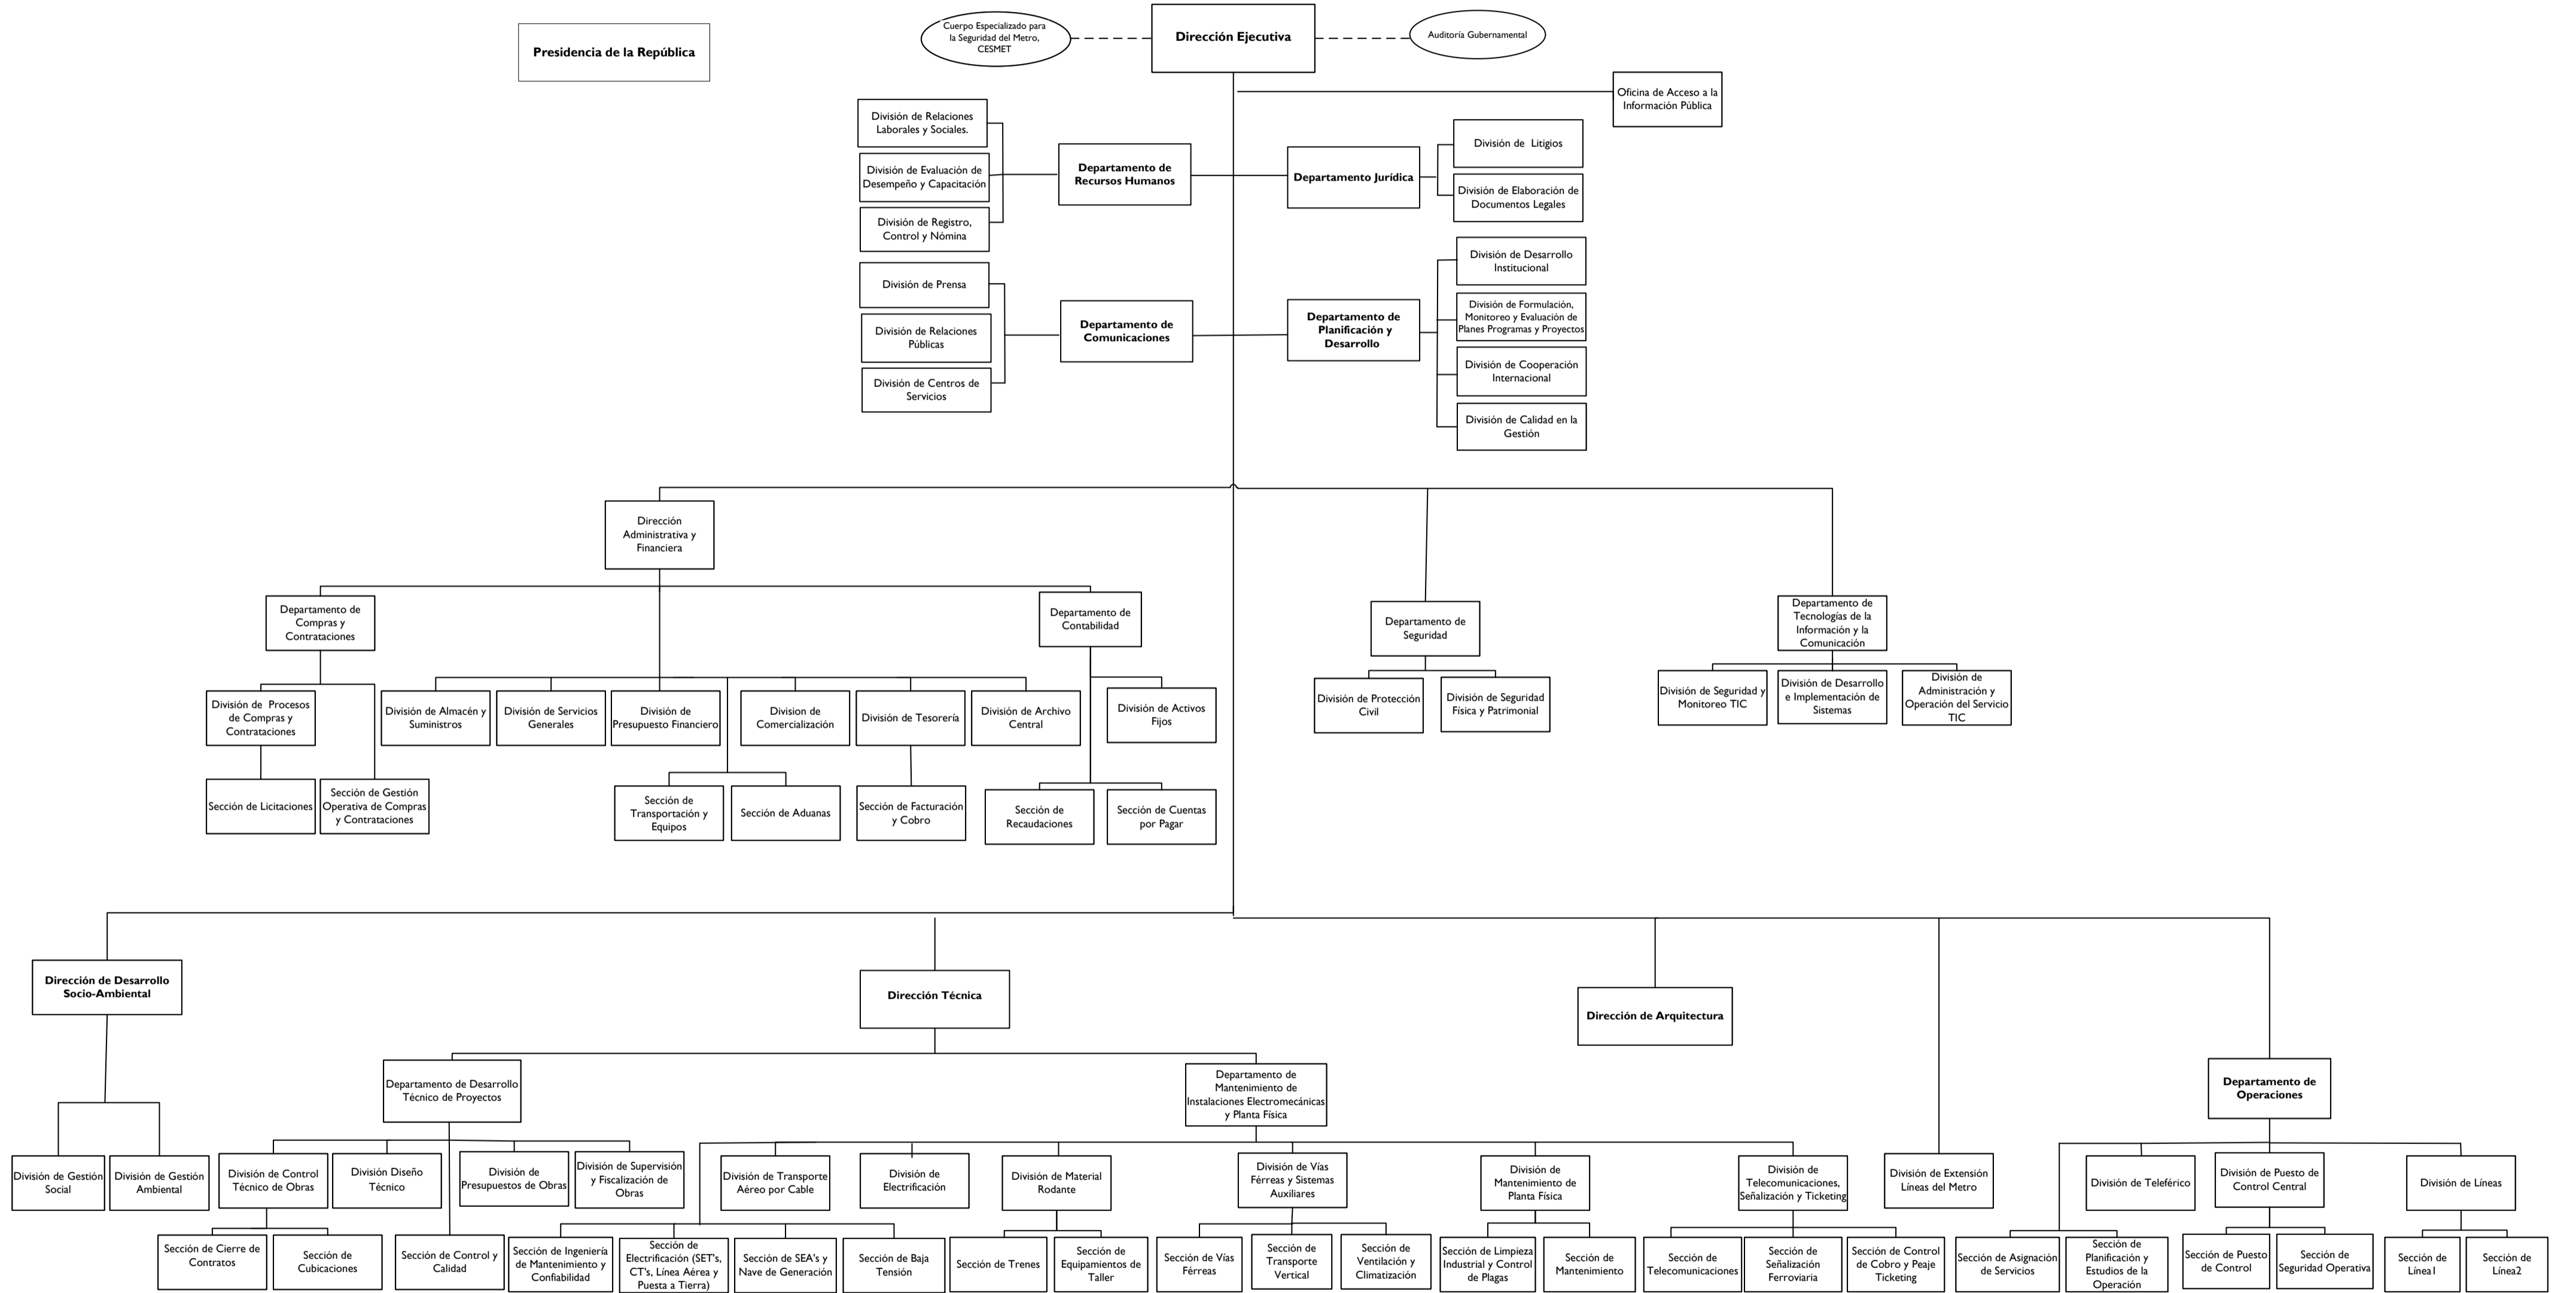 Presidencia de la República
Cuerpo Especializado para
la Seguridad del Metro,
CESMET
Dirección Ejecutiva
Auditoría Gubernamental
Oficina de Acceso a la
Información Pública
División de Relaciones
Laborales y Sociales.
División de Evaluación de
Desempeño y Capacitación
División de Registro,
Control y Nómina
Departamento de
Recursos Humanos
Departamento Jurídica
División de Litigios
División de Elaboración de
Documentos Legales
División de Prensa
División de Relaciones
Públicas
División de Centros de
Servicios
Departamento de
Comunicaciones
Departamento de
Planificación y
Desarrollo
División de Desarrollo
Institucional
División de Formulación,
Monitoreo y Evaluación de
Planes Programas y Proyectos
División de Cooperación
Internacional
División de Calidad en la
Gestión
Dirección
Administrativa y
Financiera
Departamento de
Compras y
Contrataciones
Departamento de
Contabilidad
Departamento de
Seguridad
Departamento de
Tecnologías de la
Información y la
Comunicación
División de Procesos
de Compras y
Contrataciones
División de Almacén y
Suministros
División de Servicios
Generales
División de
Presupuesto Financiero
Division de
Comercialización
División de Tesorería
División de Archivo
Central
División de Activos
Fijos
División de Protección
Civil
División de Seguridad
Física y Patrimonial
División de Seguridad y
Monitoreo TIC
División de Desarrollo
e Implementación de
Sistemas
División de
Administración y
Operación del Servicio
TIC
Sección de Licitaciones
Sección de Gestión
Operativa de Compras
y Contrataciones
Sección de
Transportación y
Equipos
Sección de Aduanas
Sección de Facturación
y Cobro
Sección de
Recaudaciones
Sección de Cuentas
por Pagar
Dirección de Desarrollo
Socio-Ambiental
Dirección Técnica
Dirección de Arquitectura
Departamento de Desarrollo
Técnico de Proyectos
Departamento de
Mantenimiento de
Instalaciones Electromecánicas
y Planta Física
Departamento de
Operaciones
División de Gestión
Social
División de Gestión
Ambiental
División de Control
Técnico de Obras
División Diseño
Técnico
División de
Presupuestos de Obras
División de Supervisión
y Fiscalización de
Obras
División de Transporte
Aéreo por Cable
División de
Electrificación
División de Material
Rodante
División de Vías
Férreas y Sistemas
Auxiliares
División de
Mantenimiento de
Planta Física
División de
Telecomunicaciones,
Señalización y Ticketing
División de Extensión
Líneas del Metro
División de Teleférico
División de Puesto de
Control Central
División de Líneas
Sección de Cierre de
Contratos
Sección de
Cubicaciones
Sección de Control y
Calidad
Sección de Ingeniería
de Mantenimiento y
Confiabilidad
Sección de
Electrificación (SET's,
CT's, Línea Aérea y
Puesta a Tierra)
Sección de SEA's y
Nave de Generación
Sección de Baja
Tensión
Sección de Trenes
Sección de
Equipamientos de
Taller
Sección de Vías
Férreas
Sección de
Transporte
Vertical
Sección de
Ventilación y
Climatización
Sección de Limpieza
Industrial y Control
de Plagas
Sección de
Mantenimiento
Sección de
Telecomunicaciones
Sección de
Señalización
Ferroviaria
Sección de Control
de Cobro y Peaje
Ticketing
Sección de Asignación
de Servicios
Sección de
Planificación y
Estudios de la
Operación
Sección de Puesto
de Control
Sección de
Seguridad Operativa
Sección de
Línea1
Sección de
Línea2